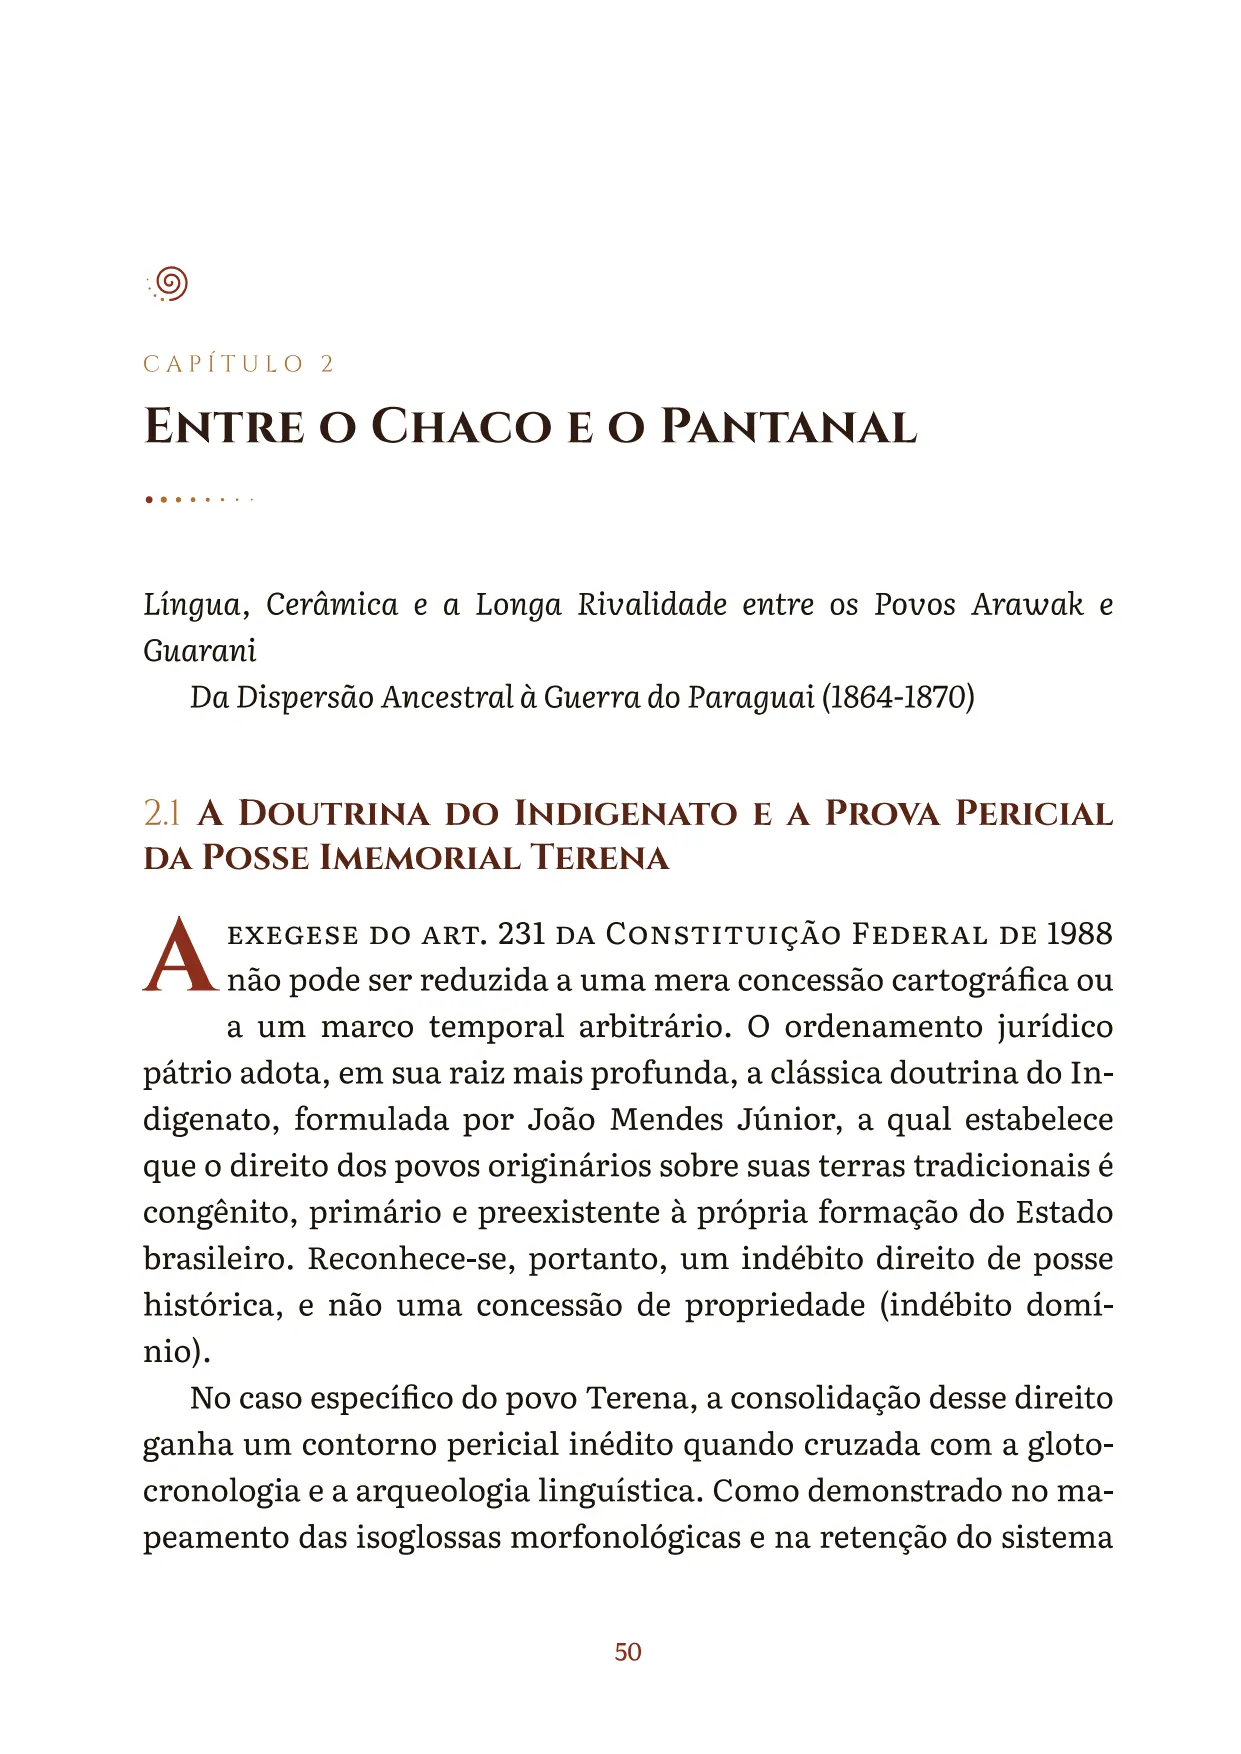 CAPÍTULO 2
Entre o Chaco e o Pantanal
Língua, Cerâmica e a Longa Rivalidade entre os Povos Arawak e
Guarani
Da Dispersão Ancestral à Guerra do Paraguai (1864-1870)
2.1 A Doutrina do Indigenato e a Prova Pericial
da Posse Imemorial Terena
A exegese do art. 231 da Constituição Federal de 1988
não pode ser reduzida a uma mera concessão cartográfica ou
a um marco temporal arbitrário. O ordenamento jurídico
pátrio adota, em sua raiz mais profunda, a clássica doutrina do In-
digenato, formulada por João Mendes Júnior, a qual estabelece
que o direito dos povos originários sobre suas terras tradicionais é
congênito, primário e preexistente à própria formação do Estado
brasileiro. Reconhece-se, portanto, um indébito direito de posse
histórica, e não uma concessão de propriedade (indébito domí-
nio).
No caso específico do povo Terena, a consolidação desse direito
ganha um contorno pericial inédito quando cruzada com a gloto-
cronologia e a arqueologia linguística. Como demonstrado no ma-
peamento das isoglossas morfonológicas e na retenção do sistema
50